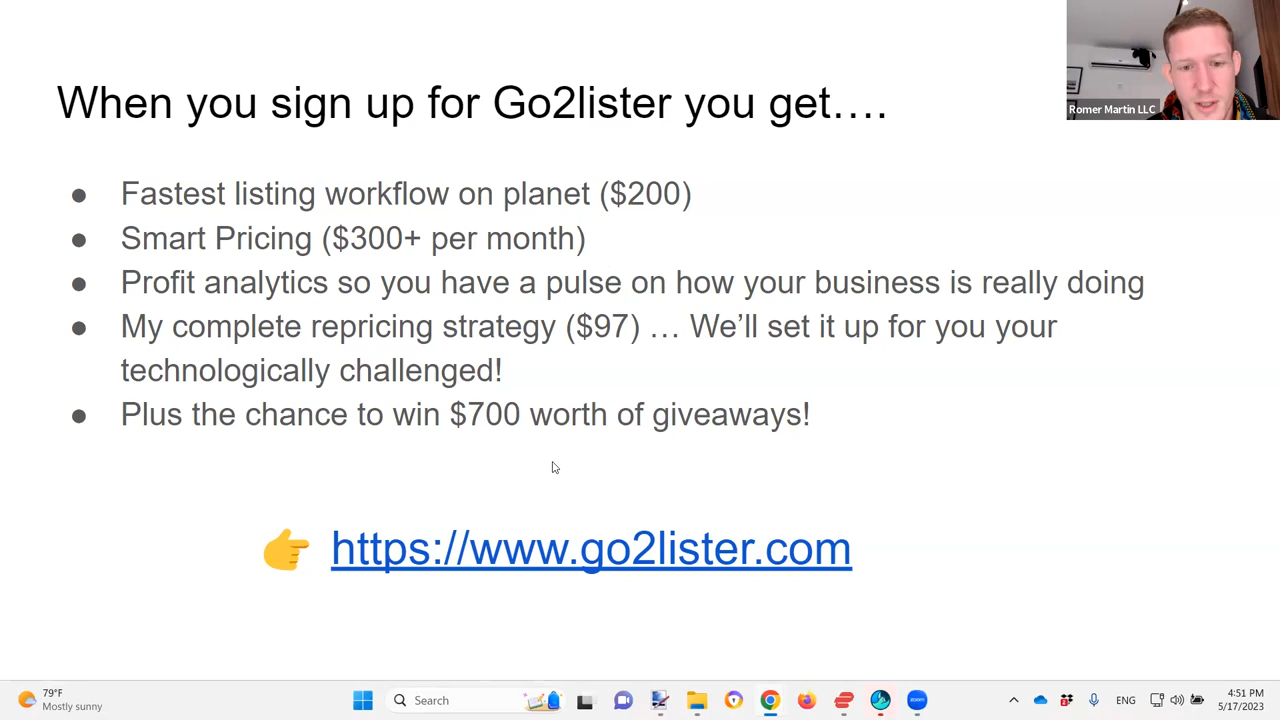 When you sign up for Go2lister you get….
Romer Martin LLC
● Fastest listing workflow on planet ($200)
● Smart Pricing ($300+ per month)
● Profit analytics so you have a pulse on how your business is really doing
● My complete repricing strategy ($97) … We’ll set it up for you your
technologically challenged!
● Plus the chance to win $700 worth of giveaways!
👉 https://www.go2lister.com
79°F
Mostly sunny
Search
zoom
ENG
4:51 PM
5/17/2023